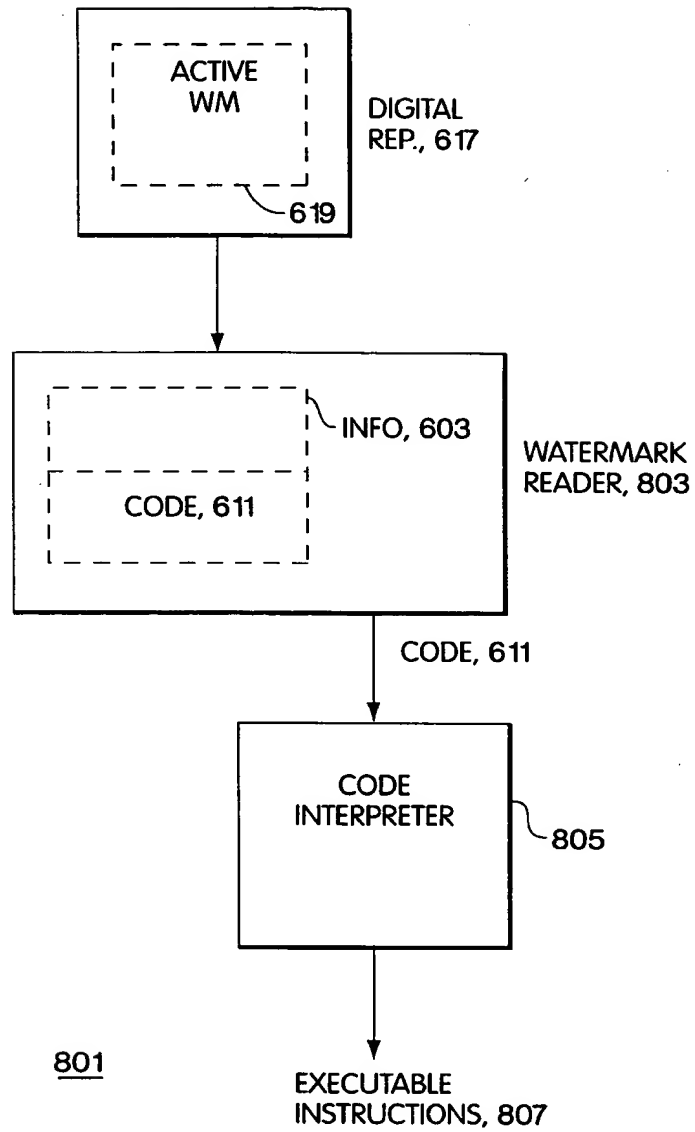 ACTIVE
WM
DIGITAL
REP., 617
619
INFO, 603
CODE, 611
WATERMARK
READER, 803
CODE, 611
CODE
INTERPRETER
805
801
EXECUTABLE
INSTRUCTIONS, 807